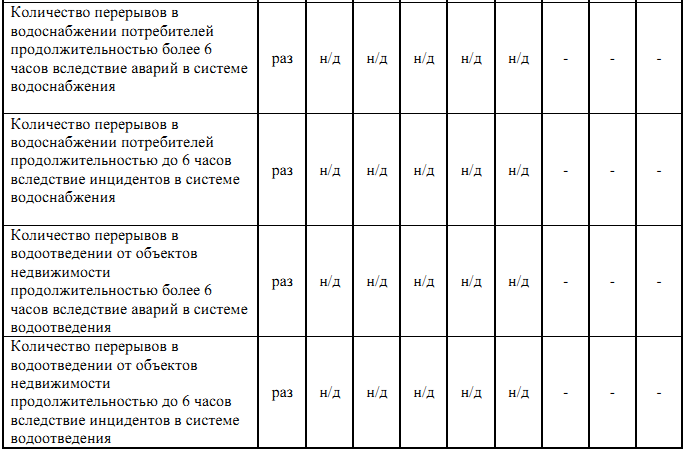 Количество перерывов в
водоснабжении потребителей
продолжительностью более 6
часов вследствие аварий в системе
водоснабжения
раз н/д н/д н/д н/д н/д - - -
Количество перерывов в
водоснабжении потребителей
продолжительностью до 6 часов
вследствие инцидентов в системе
водоснабжения
раз н/д н/д н/д н/д н/д - - -
Количество перерывов в
водоотведении от объектов
недвижимости
продолжительностью более 6
часов вследствие аварий в системе
водоотведения
раз н/д н/д н/д н/д н/д - - -
Количество перерывов в
водоотведении от объектов
недвижимости
продолжительностью до 6 часов
вследствие инцидентов в системе
водоотведения
раз н/д н/д н/д н/д н/д - - -